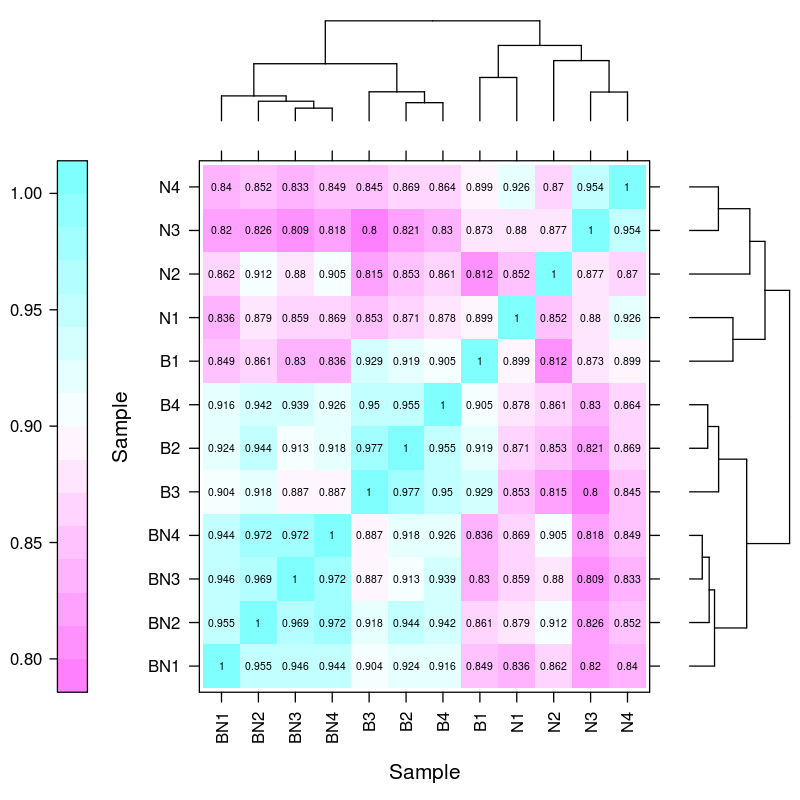 1.00
0.95
0.90
0.85
0.80
Sample
N4 0.84 0.852 0.833 0.849 0.845 0.869 0.864 0.899 0.926 0.87 0.954 1
N3 0.82 0.826 0.809 0.818 0.8 0.821 0.83 0.873 0.88 0.877 1 0.954
N2 0.862 0.912 0.88 0.905 0.815 0.853 0.861 0.812 0.852 1 0.877 0.87
N1 0.836 0.879 0.859 0.869 0.853 0.871 0.878 0.899 1 0.852 0.88 0.926
B1 0.849 0.861 0.83 0.836 0.929 0.919 0.905 1 0.899 0.812 0.873 0.899
B4 0.916 0.942 0.939 0.926 0.95 0.955 1 0.905 0.878 0.861 0.83 0.864
B2 0.924 0.944 0.913 0.918 0.977 1 0.955 0.919 0.871 0.853 0.821 0.869
B3 0.904 0.918 0.887 0.887 1 0.977 0.95 0.929 0.853 0.815 0.8 0.845
BN4 0.944 0.972 0.972 1 0.887 0.918 0.926 0.836 0.869 0.905 0.818 0.849
BN3 0.946 0.969 1 0.972 0.887 0.913 0.939 0.83 0.859 0.88 0.809 0.833
BN2 0.955 1 0.969 0.972 0.918 0.944 0.942 0.861 0.879 0.912 0.826 0.852
BN1 1 0.955 0.946 0.944 0.904 0.924 0.916 0.849 0.836 0.862 0.82 0.84
BN1 BN2 BN3 BN4 B3 B2 B4 B1 N1 N2 N3 N4
Sample